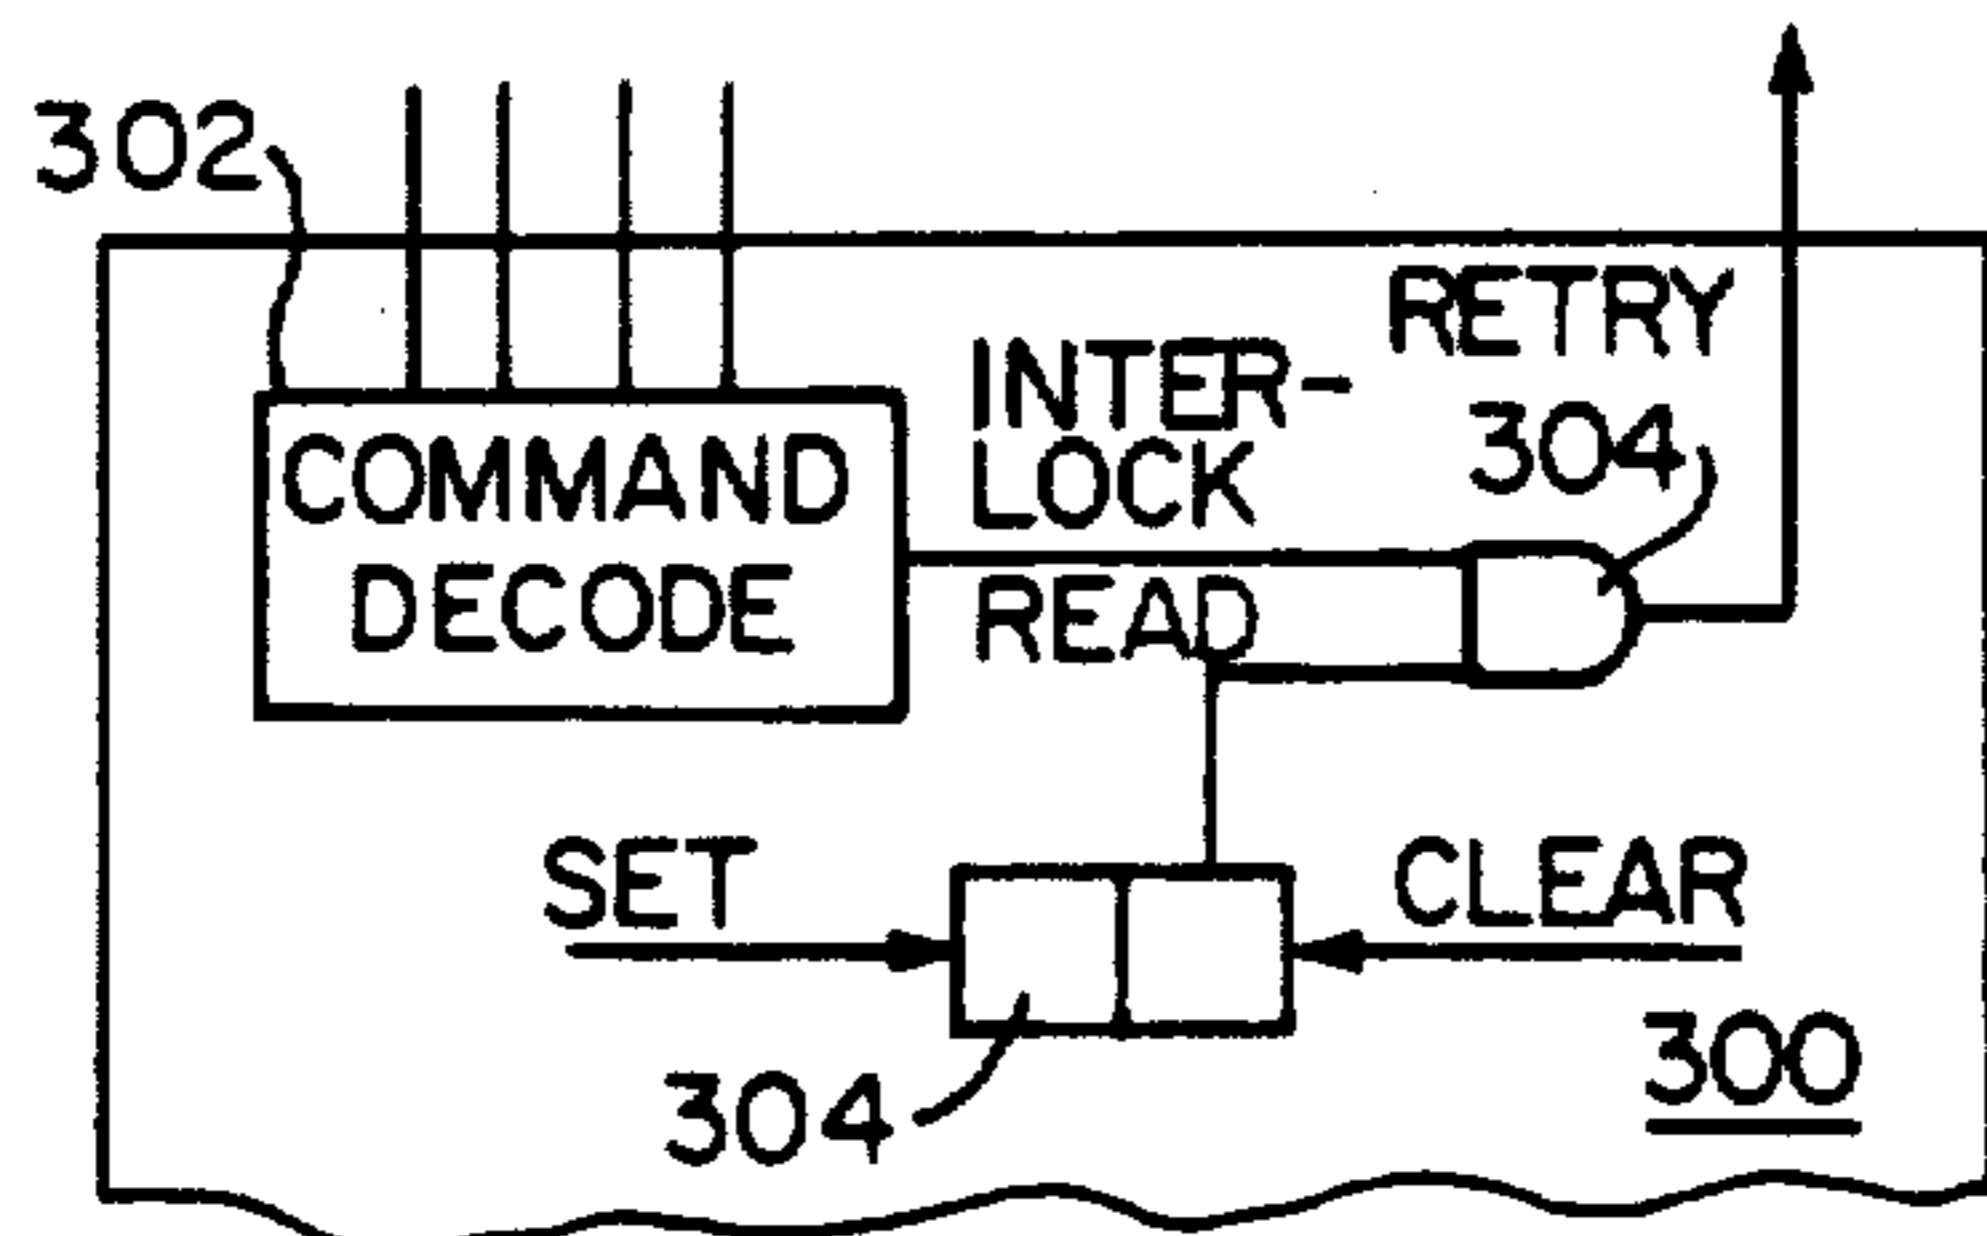 302
RETRY
INTER-
LOCK
304
COMMAND
DECODE
READ
SET
CLEAR
304
300